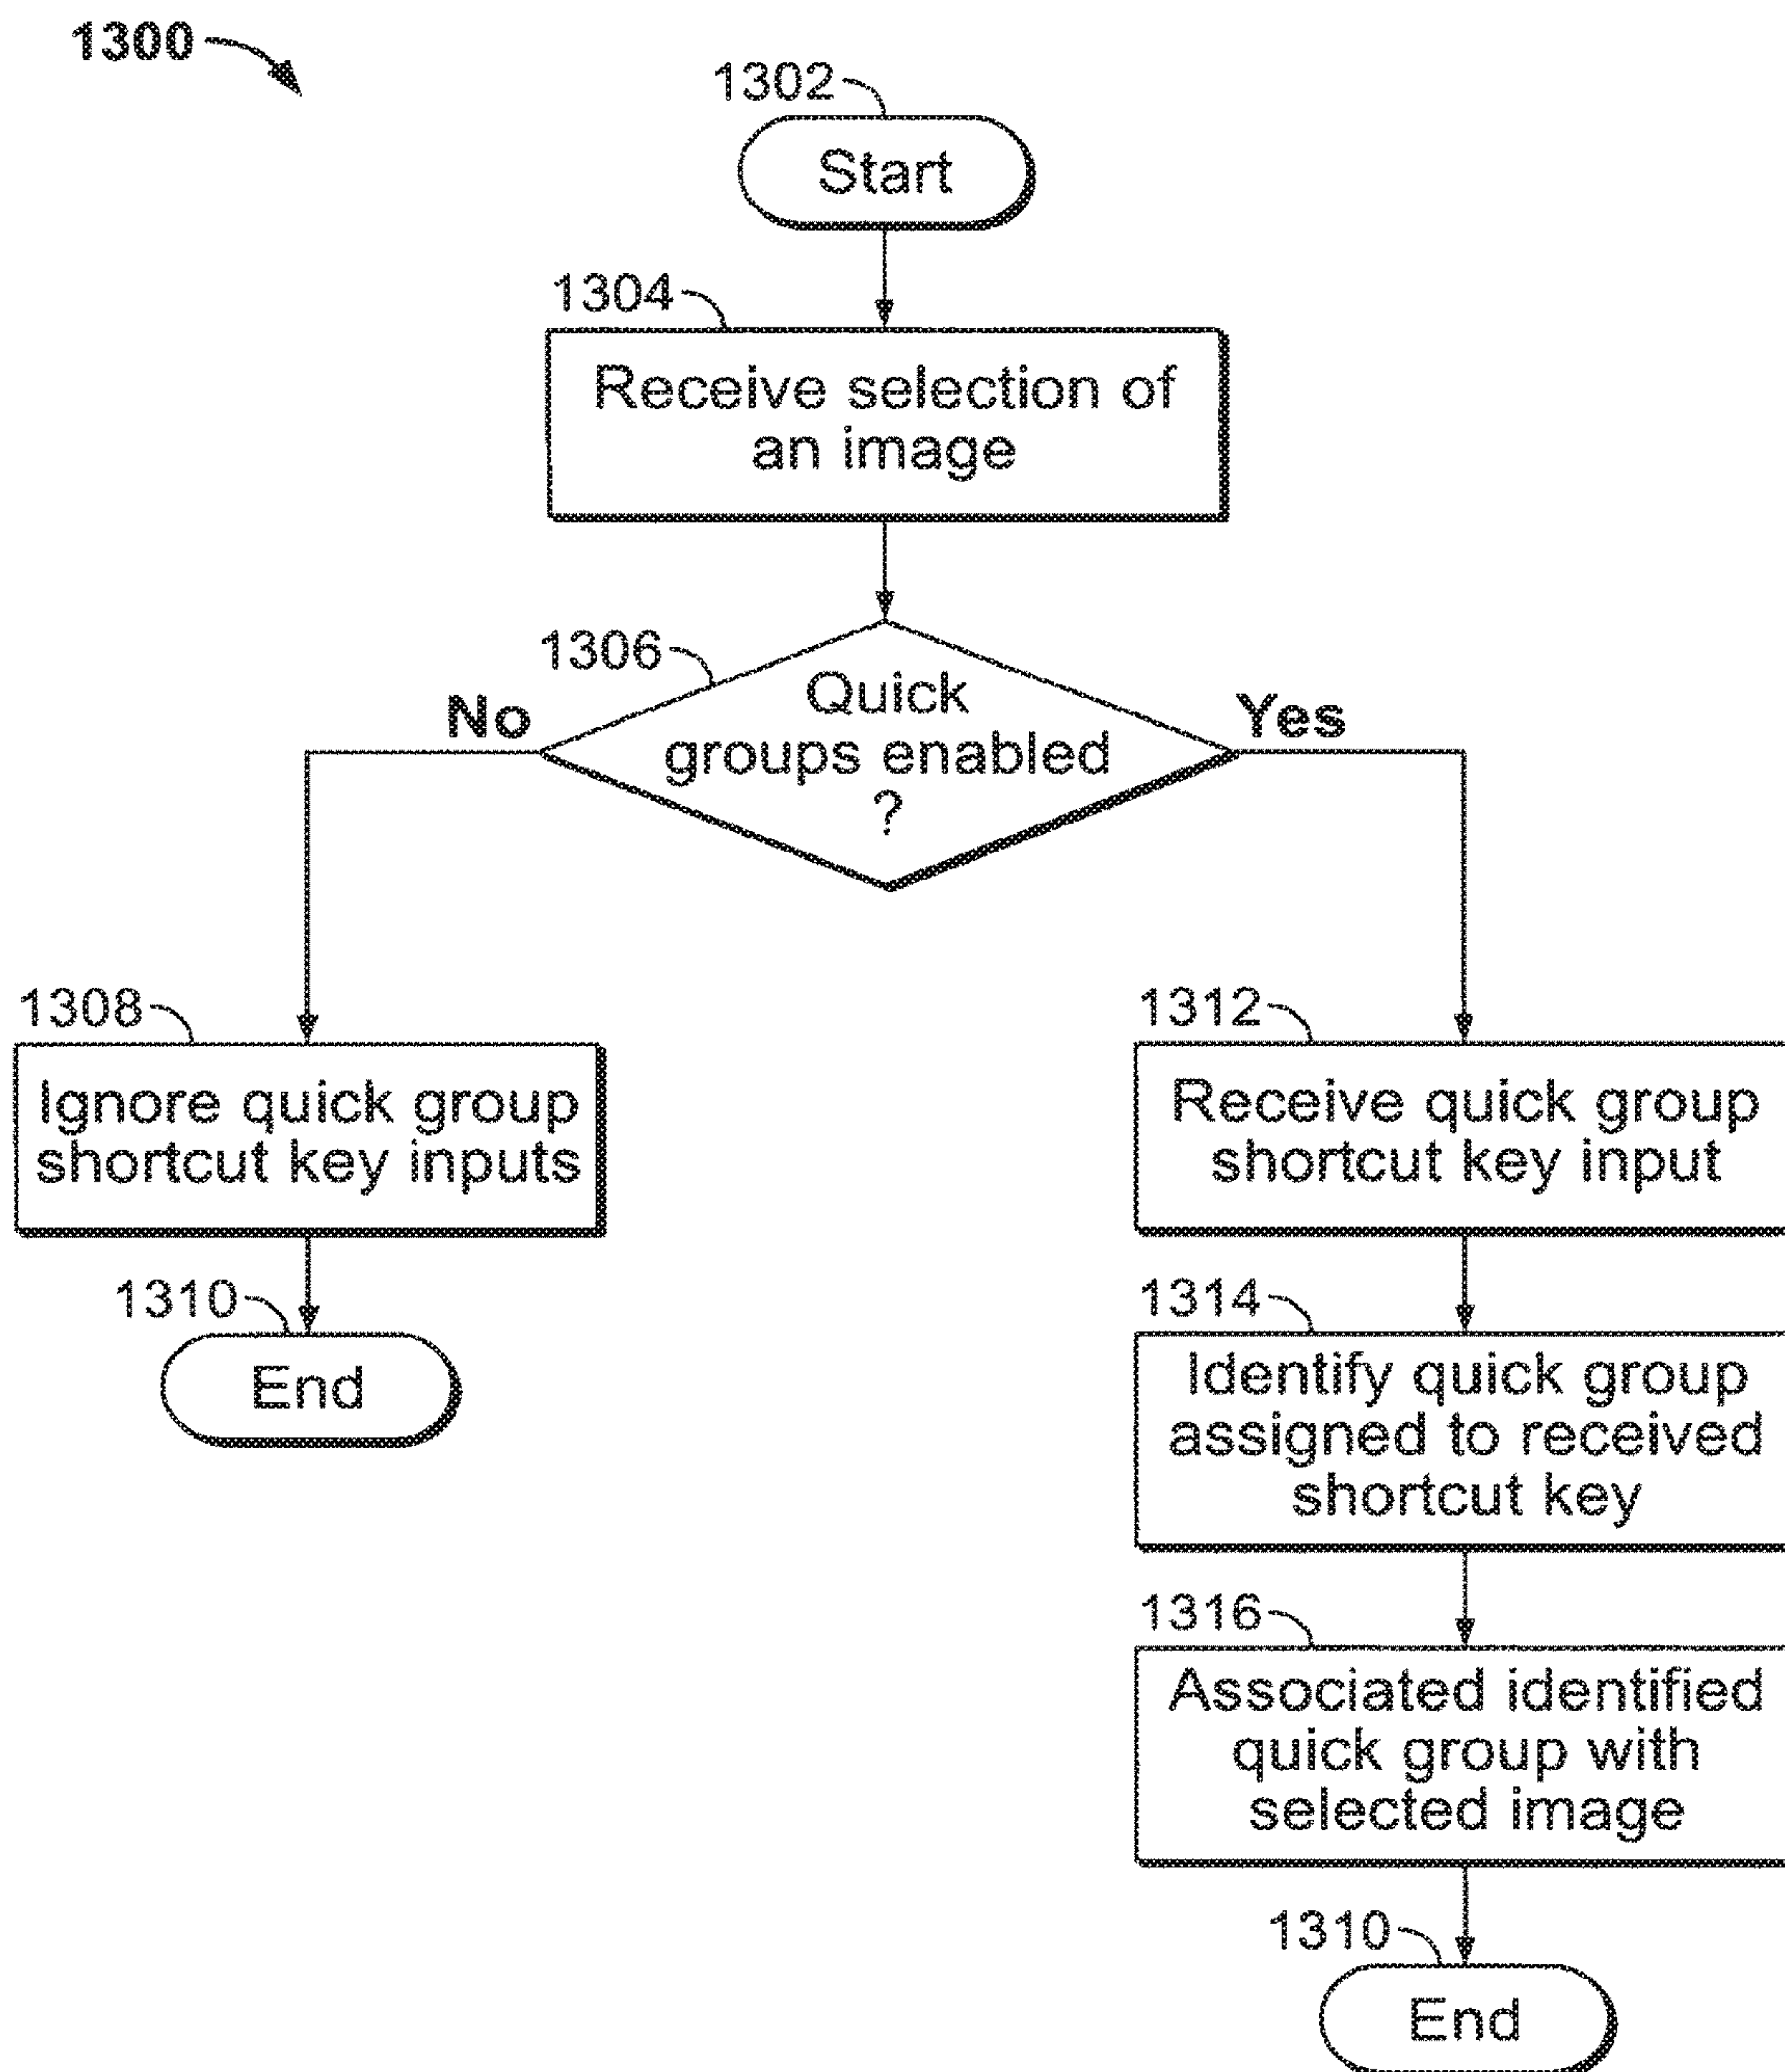 1300
1302
Start
1304
Receive selection of
an image
1306
No
Yes
Quick
groups enabled
?
1308
Ignore quick group
shortcut key inputs
1310
End
1312
Receive quick group
shortcut key input
1314
Identify quick group
assigned to received
shortcut key
1316
Associated identified
quick group with
selected image
1310
End